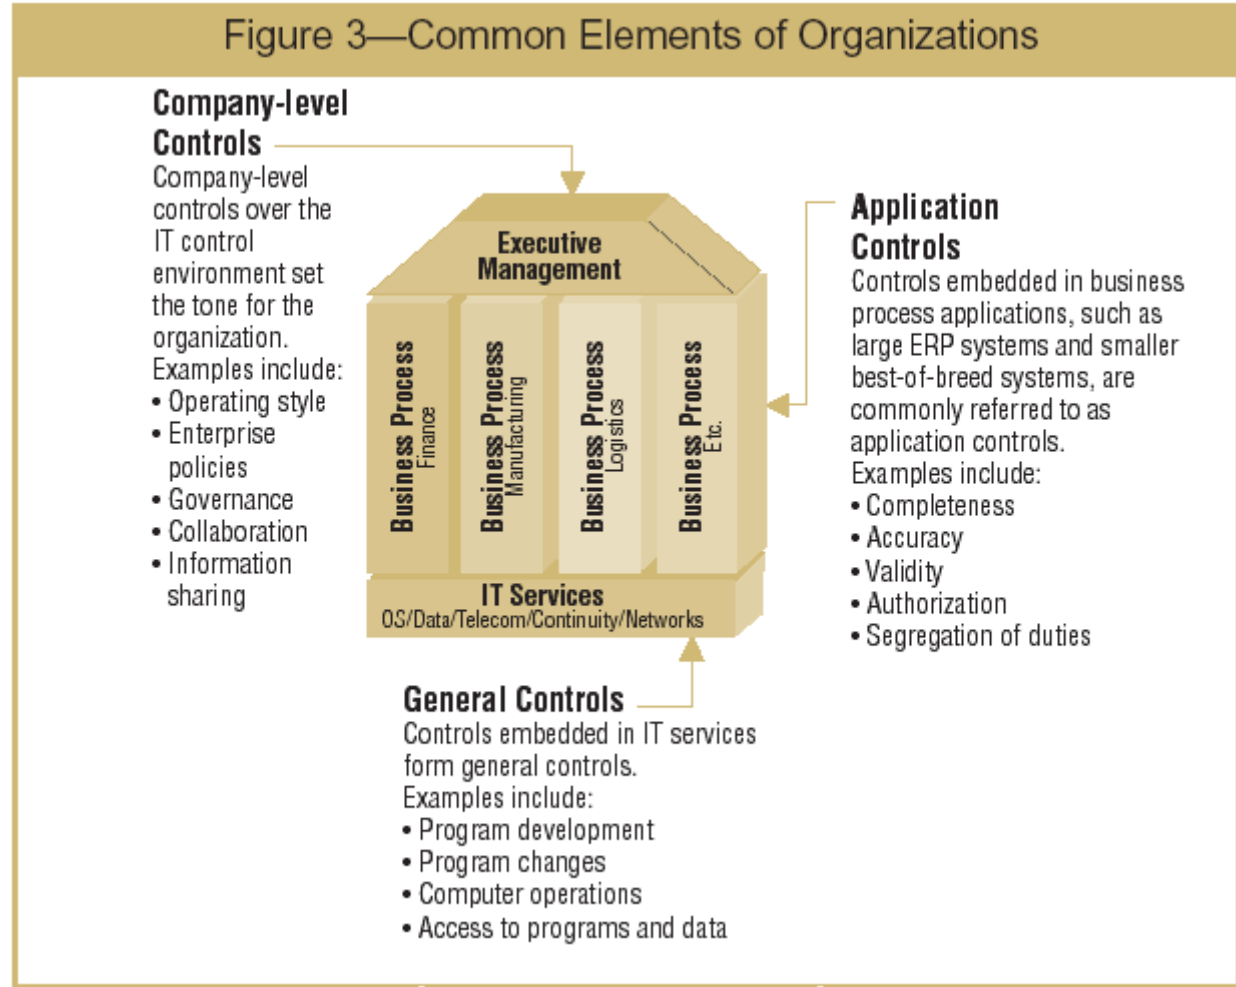 Figure 3—Common Elements of Organizations
Company-level
Controls
Company-level
controls over the
IT control
environment set
the tone for the
organization.
Examples include:
• Operating style
• Enterprise
policies
• Governance
• Collaboration
• Information
sharing
Executive
Management
Business Process
Finance
Business Process
Manufacturing
Business Process
Logistics
Business Process
Etc.
IT Services
OS/Data/Telecom/Continuity/Networks
Application
Controls
Controls embedded in business
process applications, such as
large ERP systems and smaller
best-of-breed systems, are
commonly referred to as
application controls.
Examples include:
• Completeness
• Accuracy
• Validity
• Authorization
• Segregation of duties
General Controls
Controls embedded in IT services
form general controls.
Examples include:
• Program development
• Program changes
• Computer operations
• Access to programs and data